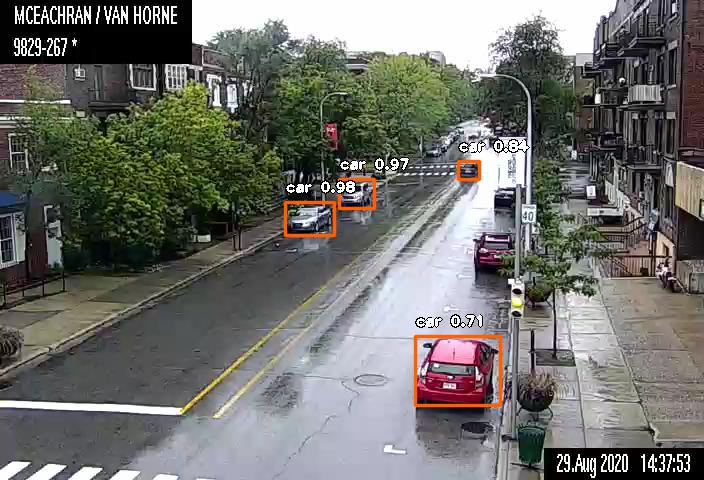 MCEACHRAN / VAN HORNE
9829-267 *
car 0.84
car 0.97
car 0.98
40
car 0.71
29.Aug 2020 14:37:53